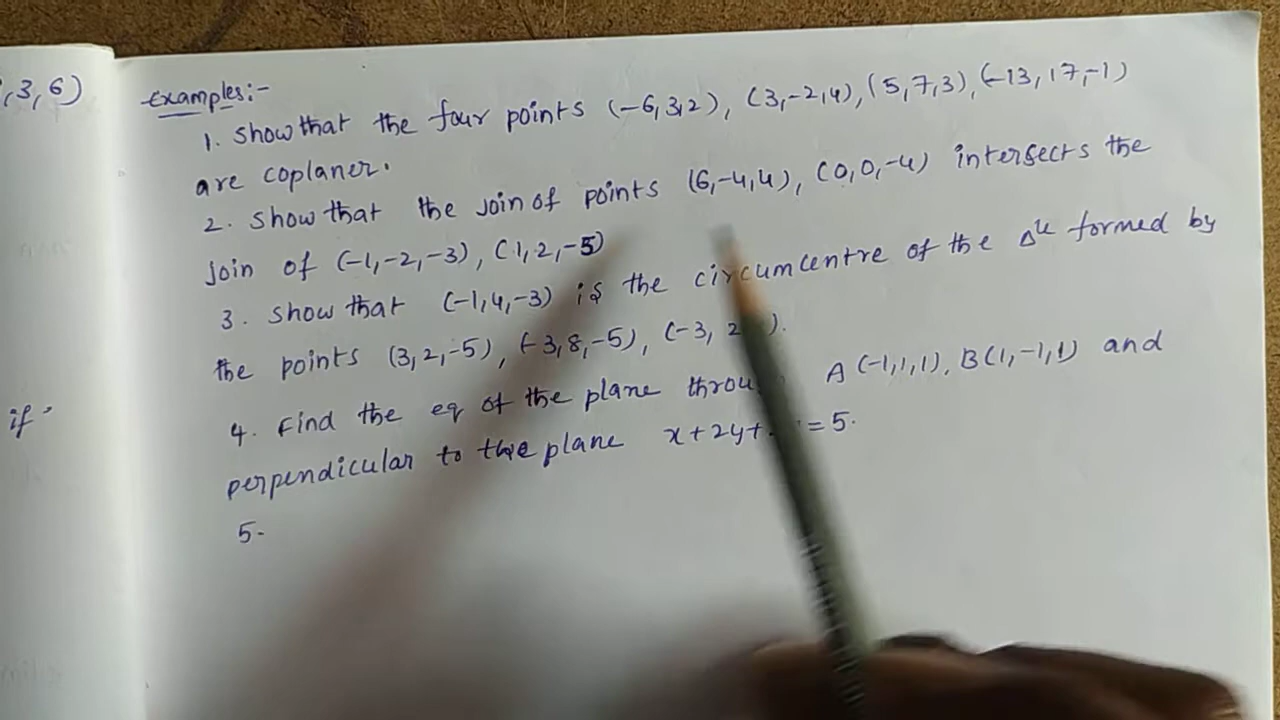 , 3, 6)
if
Examples:-
1. Show that the four points (-6,3,2), (3,-2,4), (5,7,3), (-13,17,-1)
are coplaner.
2. Show that the join of points (6,-4,4), (0,0,-4) intersects the
join of (-1,-2,-3), (1,2,-5)
3. Show that (-1,4,-3) is the circumcentre of the Δle formed by
the points (3,2,-5), (-3,8,-5), (-3, 2 ).
4. Find the eq of the plane throu A (-1,1,1), B(1,-1,1) and
perpendicular to the plane x+2y+ =5.
5.